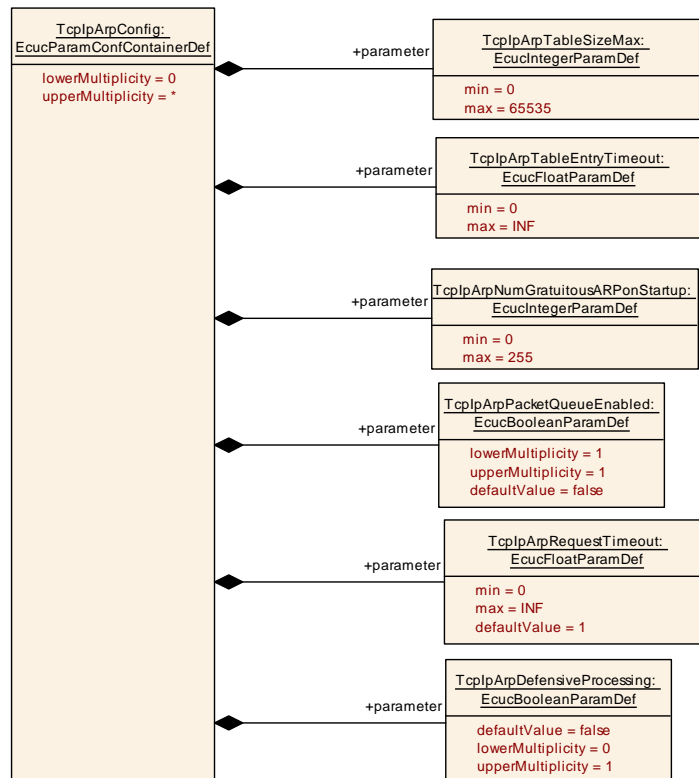 TcpIpArpConfig:
EcucParamConfContainerDef
lowerMultiplicity = 0
upperMultiplicity = *
+parameter
TcpIpArpTableSizeMax:
EcucIntegerParamDef
min = 0
max = 65535
+parameter
TcpIpArpTableEntryTimeout:
EcucFloatParamDef
min = 0
max = INF
+parameter
TcpIpArpNumGratuitousARPonStartup:
EcucIntegerParamDef
min = 0
max = 255
+parameter
TcpIpArpPacketQueueEnabled:
EcucBooleanParamDef
lowerMultiplicity = 1
upperMultiplicity = 1
defaultValue = false
+parameter
TcpIpArpRequestTimeout:
EcucFloatParamDef
min = 0
max = INF
defaultValue = 1
+parameter
TcpIpArpDefensiveProcessing:
EcucBooleanParamDef
defaultValue = false
lowerMultiplicity = 0
upperMultiplicity = 1